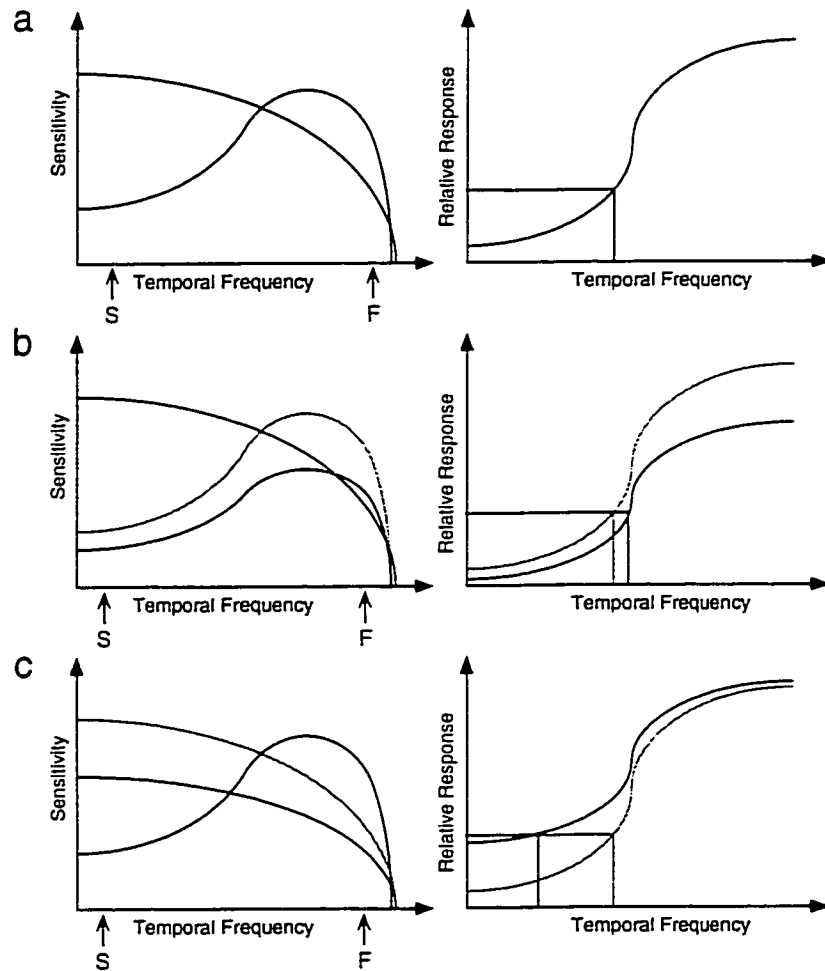 a
Sensitivity
Temporal Frequency
S
F
Relative Response
Temporal Frequency
b
Sensitivity
Temporal Frequency
S
F
Relative Response
Temporal Frequency
c
Sensitivity
Temporal Frequency
S
F
Relative Response
Temporal Frequency